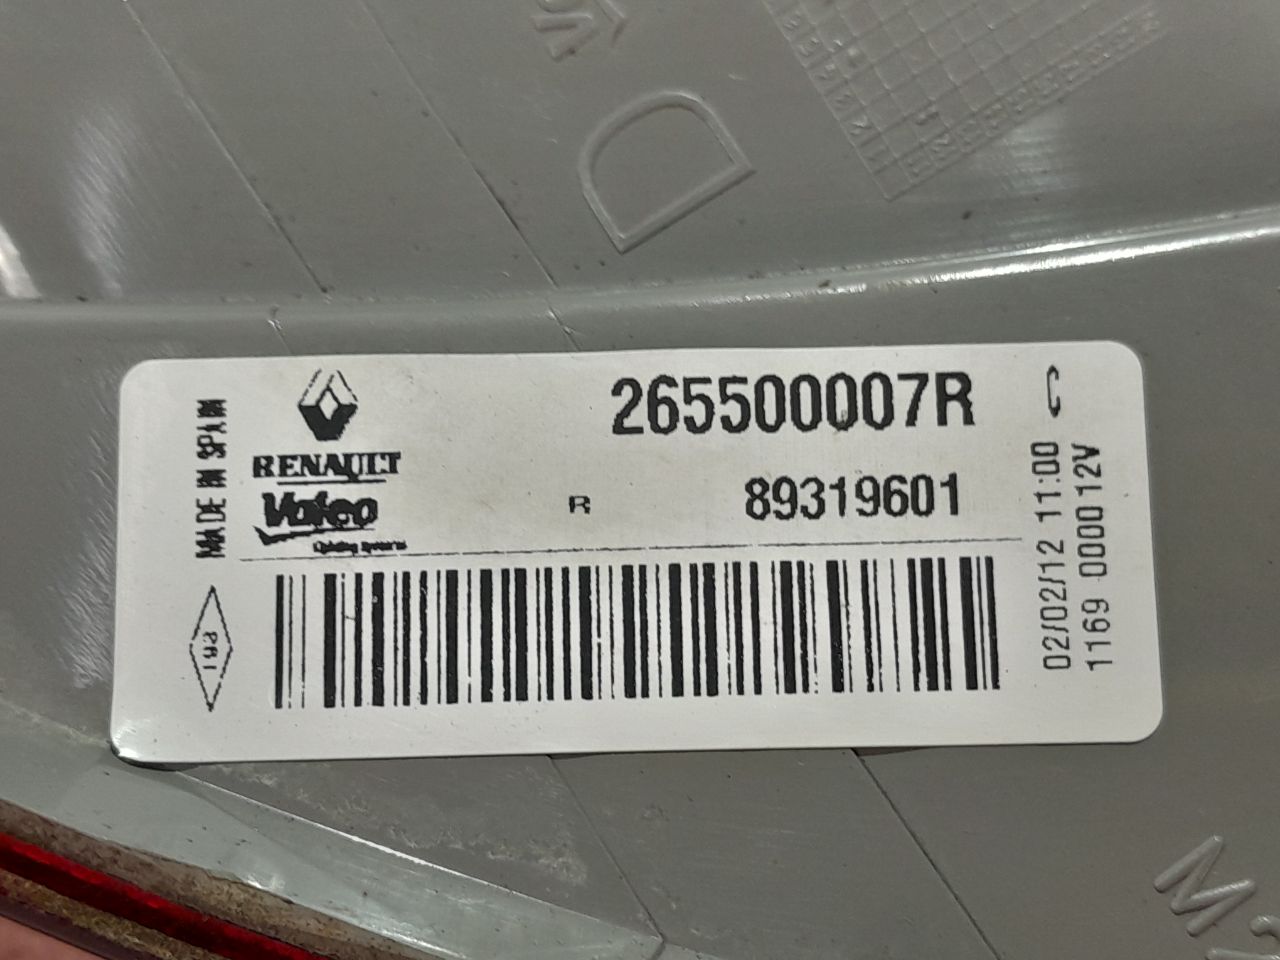 D
MADE IN SPAIN
RENAULT
Valeo
Lighting Systems
265500007R
R
89319601
C
02/02/12 11:00
1169 000012V